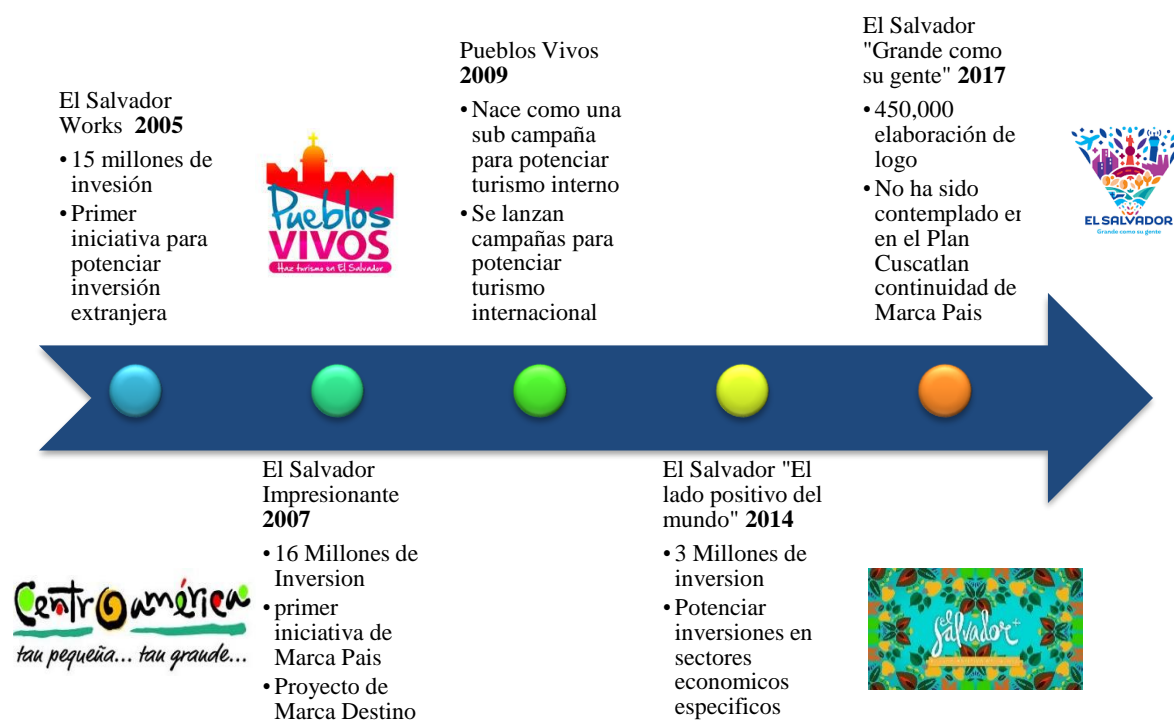 El Salvador
Works 2005
• 15 millones de
invesión
• Primer
iniciativa para
potenciar
inversión
extranjera
Pueblos
VIVOS
Haz turismo en El Salvador
Pueblos Vivos
2009
• Nace como una
sub campaña
para potenciar
turismo interno
• Se lanzan
campañas para
potenciar
turismo
internacional
El Salvador
"Grande como
su gente" 2017
• 450,000
elaboración de
logo
• No ha sido
contemplado en
en el Plan
Cuscatlan
continuidad de
Marca Pais
EL SALVADOR
Grande como su gente
Centroamérica
tan pequeña... tan grande...
El Salvador
Impresionante
2007
• 16 Millones de
Inversion
• primer
iniciativa de
Marca Pais
• Proyecto de
Marca Destino
El Salvador "El
lado positivo del
mundo" 2014
• 3 Millones de
inversion
• Potenciar
inversiones en
sectores
economicos
especificos
el
Salvador+